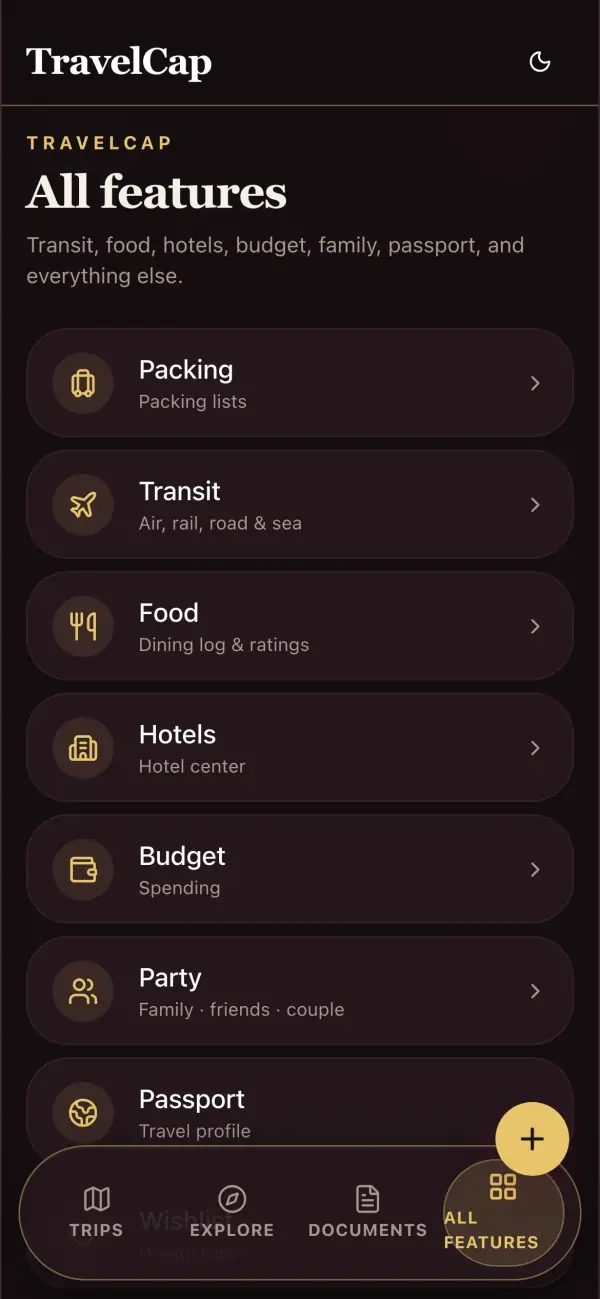 TravelCap
TRAVELCAP
All features
Transit, food, hotels, budget, family, passport, and
everything else.
Packing
Packing lists
Transit
Air, rail, road & sea
Food
Dining log & ratings
Hotels
Hotel center
Budget
Spending
Party
Family · friends · couple
Passport
Travel profile
Wishlist
TRIPS
EXPLORE
DOCUMENTS
ALL
FEATURES